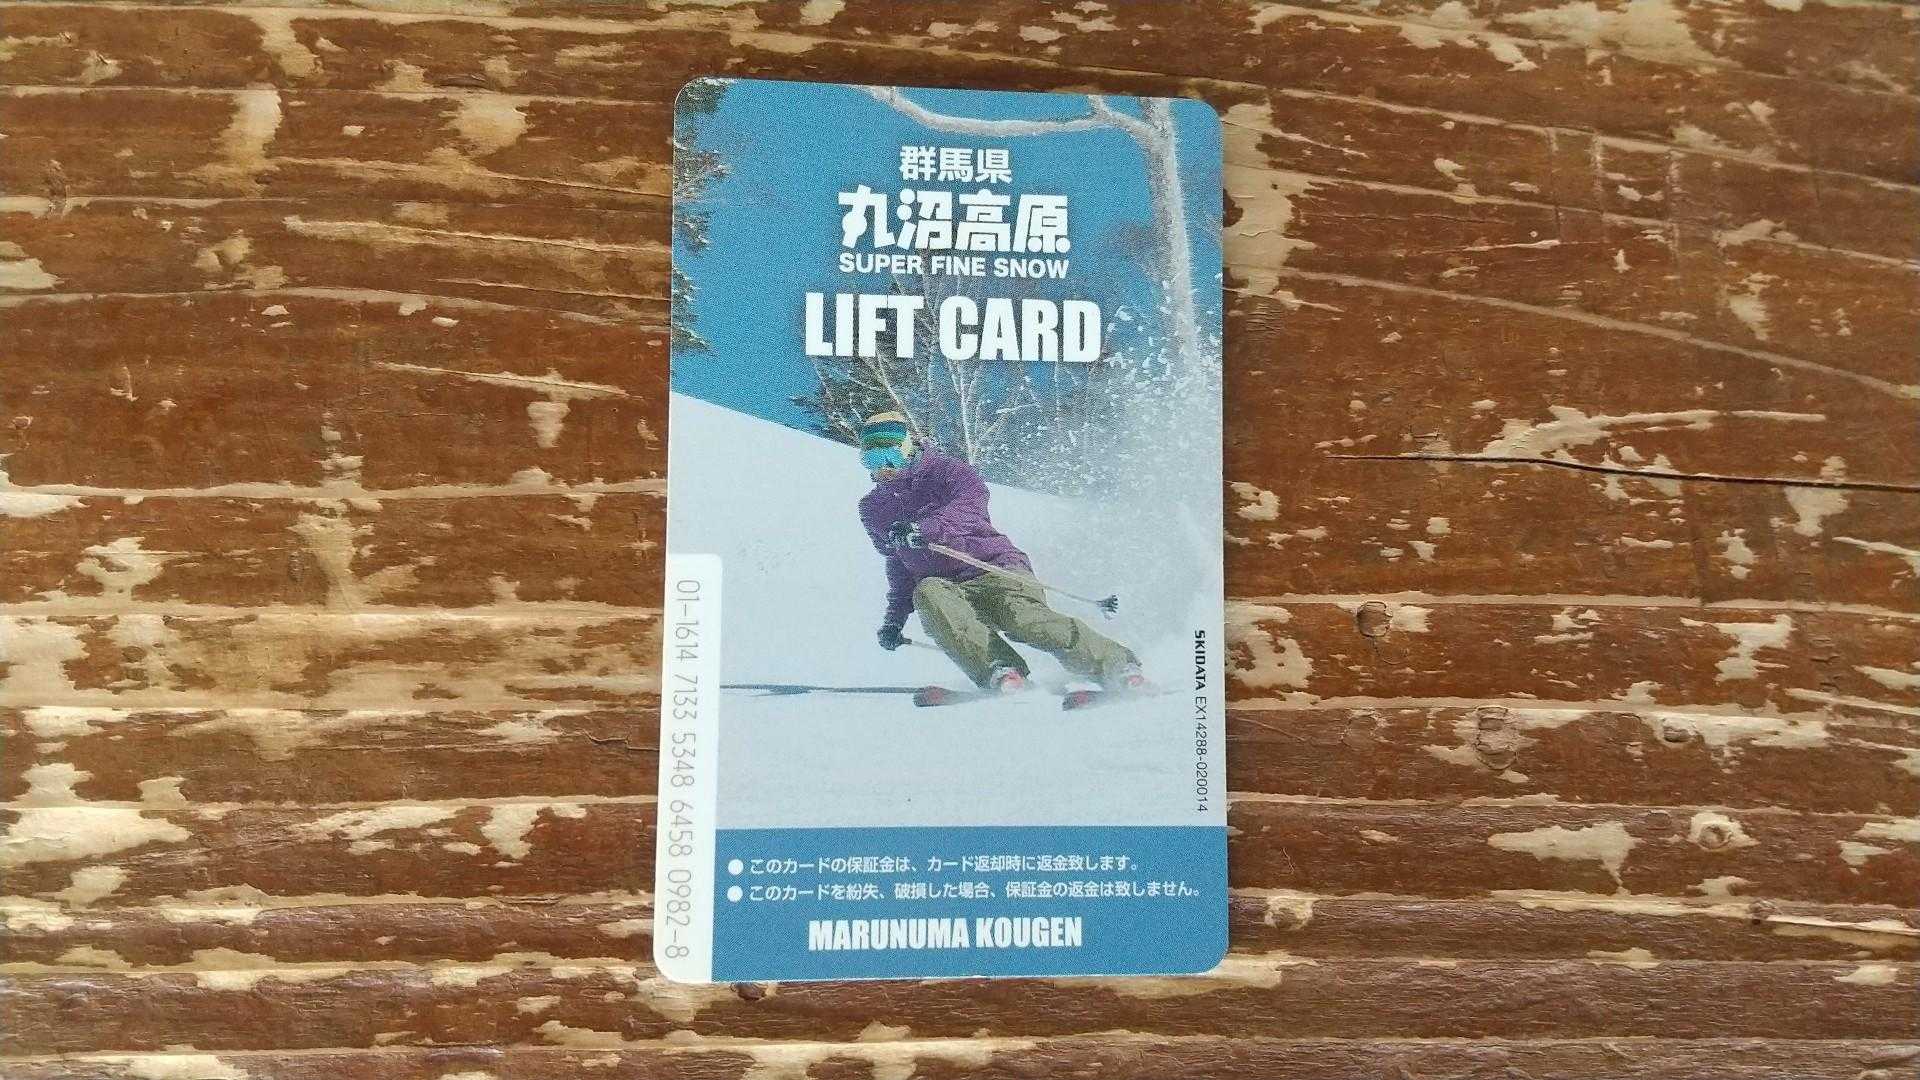 群馬県
丸沼高原
SUPER FINE SNOW
LIFT CARD
01-1614 7133 5348 6458 0982-8
SKIDATA EX14288-020014
●このカードの保証金は、カード返却時に返金致します。
●このカードを紛失、破損した場合、保証金の返金は致しません。
MARUNUMA KOUGEN